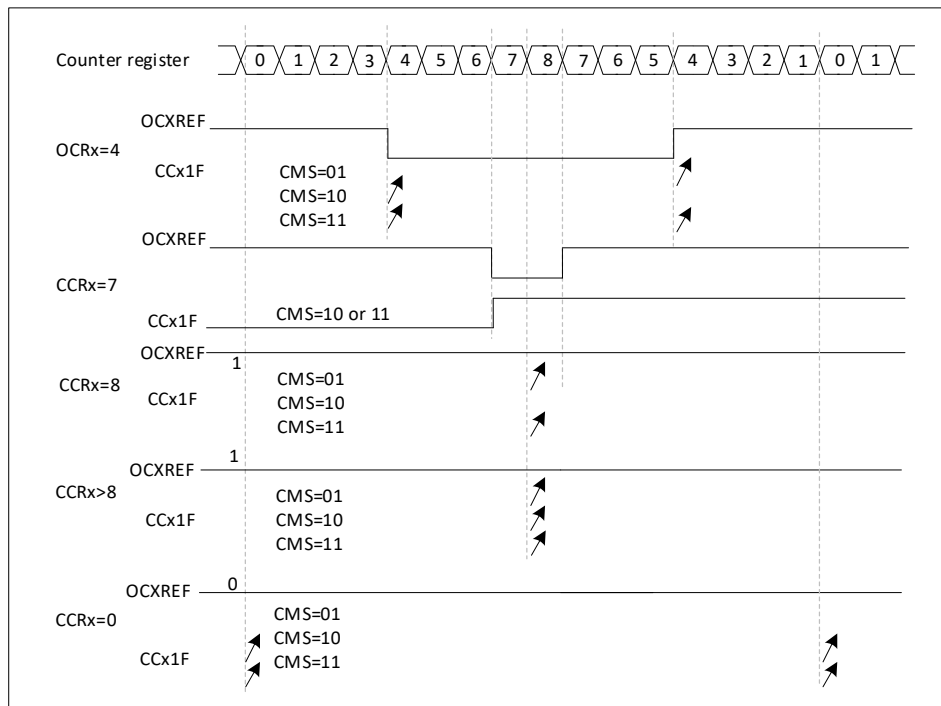 Counter register 0 1 2 3 4 5 6 7 8 7 6 5 4 3 2 1 0 1
OCXREF
OCRx=4
CCx1F CMS=01
CMS=10
CMS=11
OCXREF
CCRx=7
CCx1F CMS=10 or 11
OCXREF 1
CCRx=8 CMS=01
CCx1F CMS=10
CMS=11
OCXREF 1
CCRx>8 CMS=01
CCx1F CMS=10
CMS=11
OCXREF 0
CCRx=0 CMS=01
CMS=10
CCx1F CMS=11